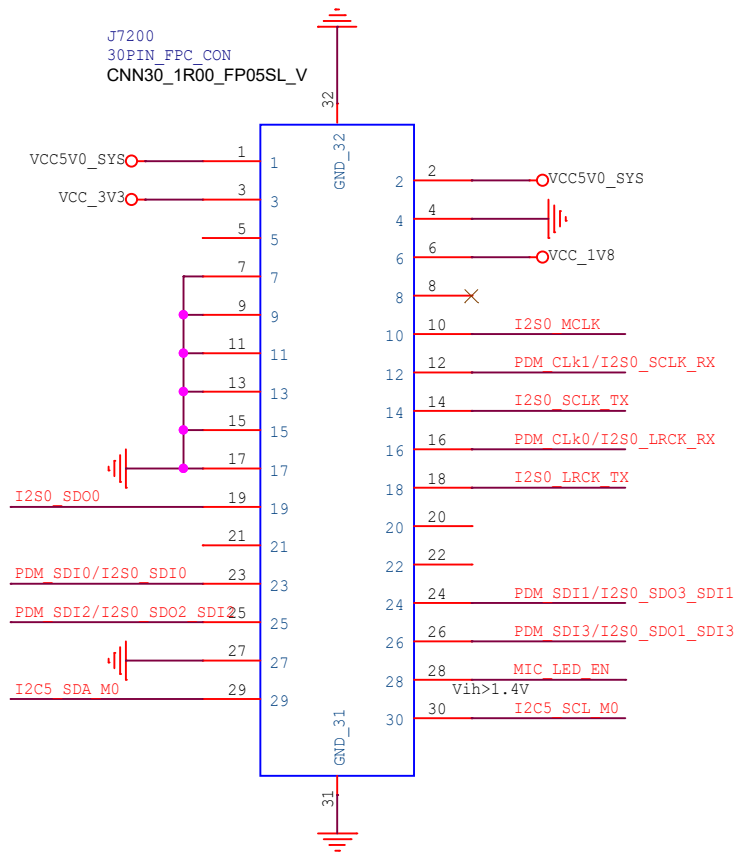 J7200
30PIN_FPC_CON
CNN30_1R00_FP05SL_V
32
GND_32
VCC5V0_SYS 1 1
2 2 VCC5V0_SYS
VCC_3V3 3 3
4 4
5 5
6 6 VCC_1V8
7 7
8 8
9 9
10 10 I2S0_MCLK
11 11
12 12 PDM_CLk1/I2S0_SCLK_RX
13 13
14 14 I2S0_SCLK_TX
15 15
16 16 PDM_CLk0/I2S0_LRCK_RX
17 17
18 18 I2S0_LRCK_TX
I2S0_SDO0 19 19
20 20
21 21
22 22
PDM_SDI0/I2S0_SDI0 23 23
24 24 PDM_SDI1/I2S0_SDO3_SDI1
PDM_SDI2/I2S0_SDO2_SDI2 25 25
26 26 PDM_SDI3/I2S0_SDO1_SDI3
27 27
28 28 MIC_LED_EN
Vih>1.4V
I2C5_SDA_M0 29 29
30 30 I2C5_SCL_M0
GND_31
31